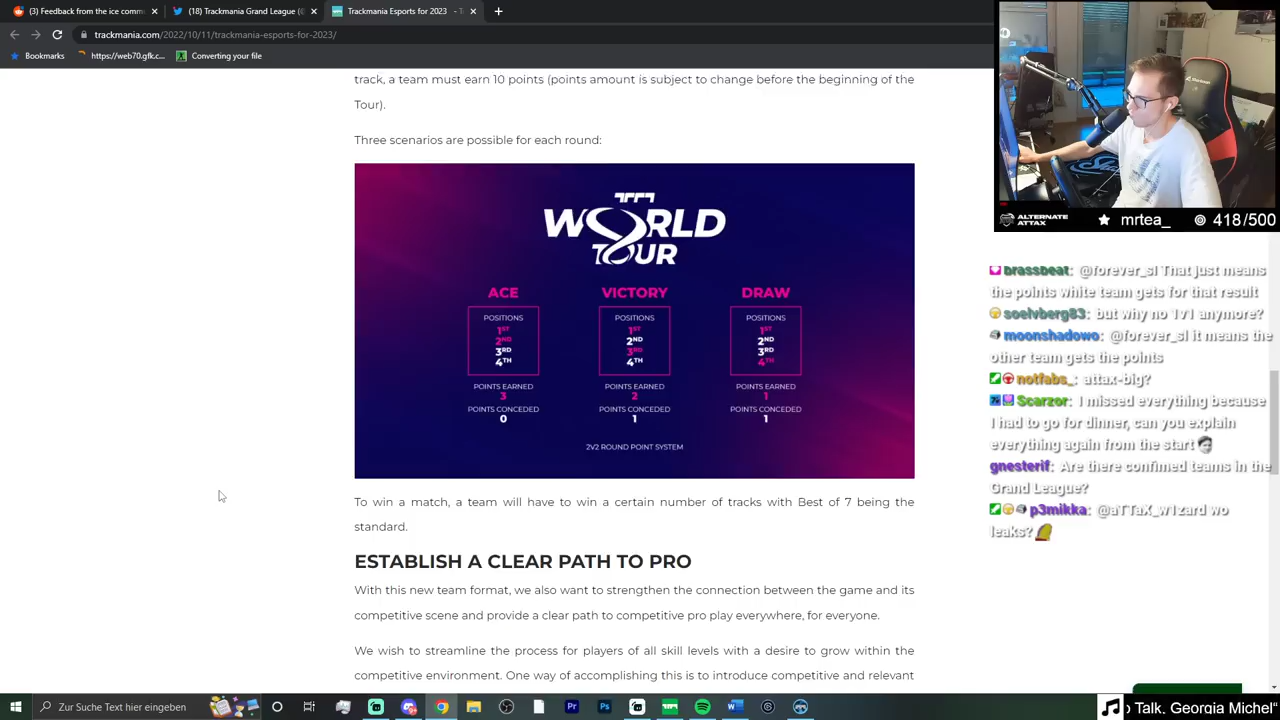 (3) Feedback from the ice comm
(18) Trackmania Grand League
Trackmania Esports for 2023
trackmania.com/2022/10/11/trackmania-esports-for-2023/
Bookmarks
https://web70.gfkcc...
Converting your file
track, a team must earn 10 points (points amount is subject to change before the beginning of the
Tour).
Three scenarios are possible for each round:
WORLD
TOUR
ACE
VICTORY
DRAW
POSITIONS
POSITIONS
POSITIONS
1ST
1ST
1ST
2ND
2ND
2ND
3RD
3RD
3RD
4TH
4TH
4TH
POINTS EARNED
POINTS EARNED
POINTS EARNED
3
2
1
POINTS CONCEDED
POINTS CONCEDED
POINTS CONCEDED
0
1
1
2V2 ROUND POINT SYSTEM
To win a match, a team will have to win a certain number of tracks with Best of 7 being the
standard.
ESTABLISH A CLEAR PATH TO PRO
With this new team format, we also want to strengthen the connection between the game and its
competitive scene and provide a clear path to competitive pro play everywhere, for everyone.
We wish to streamline the process for players of all skill levels with a desire to grow within the
competitive environment. One way of accomplishing this is to introduce competitive and relevant
ALTERNATE
ATTAX
mrtea_
418/500
brassbeat: @forever_sl That just means
the points white team gets for that result
soelvberg83: but why no 1v1 anymore?
moonshadowo: @forever_sl it means the
other team gets the points
notfabs_: attax-big?
Scarzor: I missed everything because
I had to go for dinner, can you explain
everything again from the start
gnesterif: Are there confimed teams in the
Grand League?
p3mikka: @aTTaX_w1zard wo
leaks?
Zur Suche Text hier eingeben
Talk. Georgia Michel"